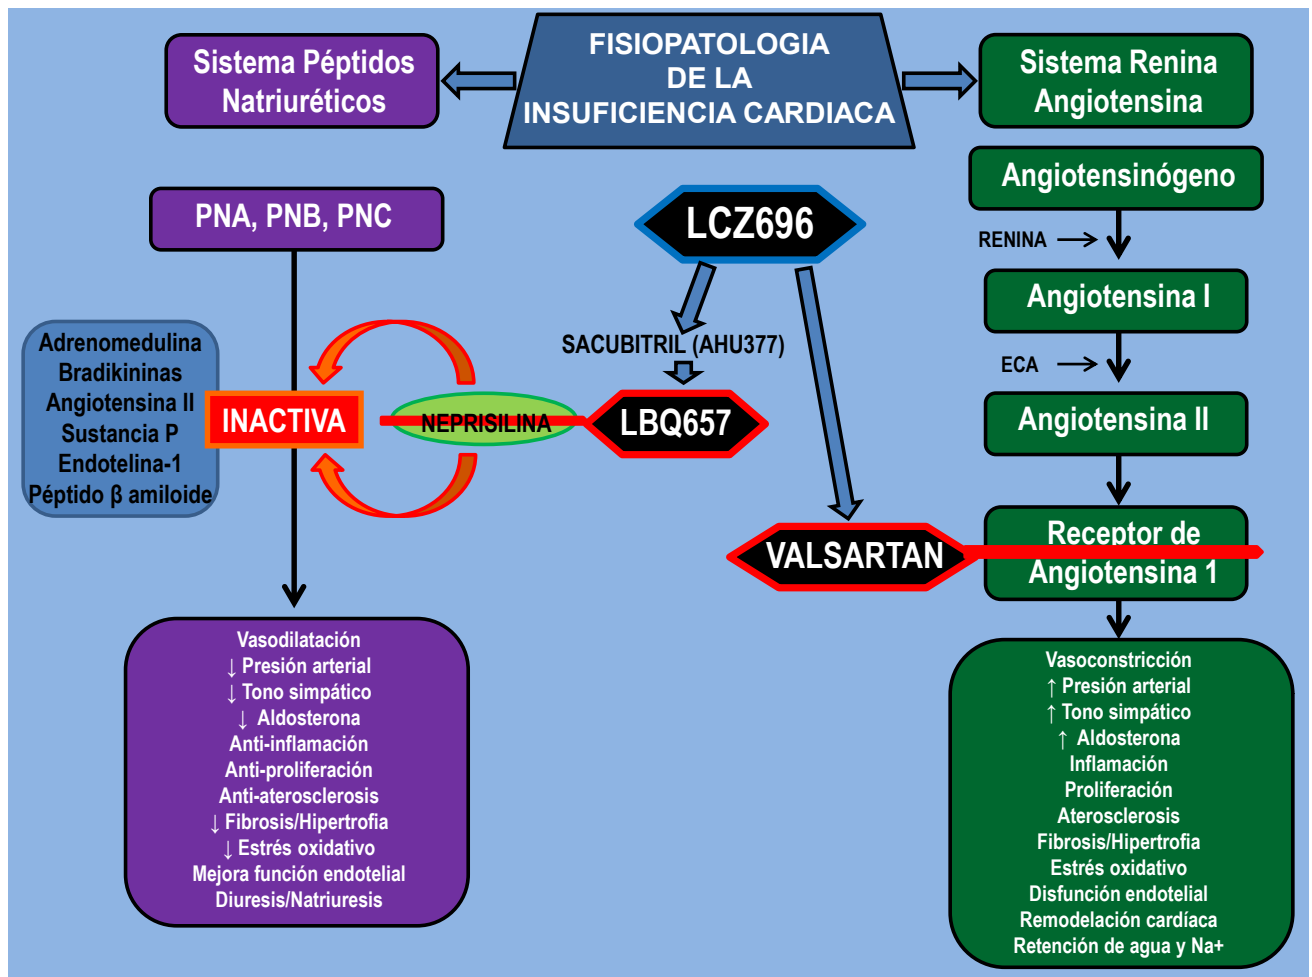 FISIOPATOLOGIA
DE LA
INSUFICIENCIA CARDIACA
Sistema Péptidos
Natriuréticos
Sistema Renina
Angiotensina
PNA, PNB, PNC
LCZ696
Angiotensinógeno
RENINA
Angiotensina I
SACUBITRIL (AHU377)
ECA
Adrenomedulina
Bradikininas
Angiotensina II
Sustancia P
Endotelina-1
Péptido β amiloide
INACTIVA
NEPRISILINA
LBQ657
Angiotensina II
VALSARTAN
Receptor de
Angiotensina 1
Vasodilatación
↓ Presión arterial
↓ Tono simpático
↓ Aldosterona
Anti-inflamación
Anti-proliferación
Anti-aterosclerosis
↓ Fibrosis/Hipertrofia
↓ Estrés oxidativo
Mejora función endotelial
Diuresis/Natriuresis
Vasoconstricción
↑ Presión arterial
↑ Tono simpático
↑ Aldosterona
Inflamación
Proliferación
Aterosclerosis
Fibrosis/Hipertrofia
Estrés oxidativo
Disfunción endotelial
Remodelación cardíaca
Retención de agua y Na+